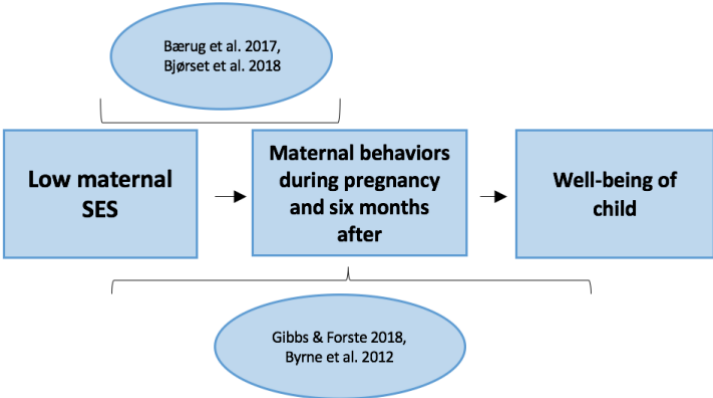 Bærug et al. 2017,
Bjørset et al. 2018
Low maternal
SES
Maternal behaviors
during pregnancy
and six months
after
Well-being of
child
Gibbs & Forste 2018,
Byrne et al. 2012